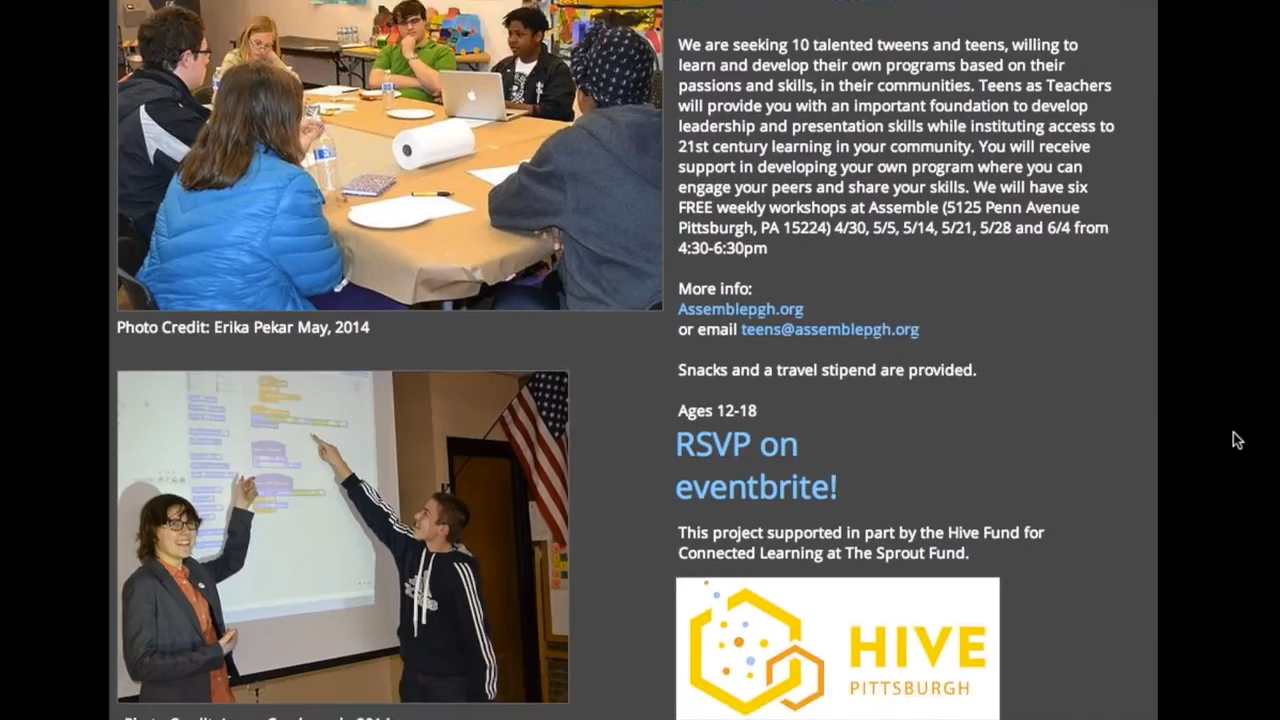 We are seeking 10 talented tweens and teens, willing to
learn and develop their own programs based on their
passions and skills, in their communities. Teens as Teachers
will provide you with an important foundation to develop
leadership and presentation skills while instituting access to
21st century learning in your community. You will receive
support in developing your own program where you can
engage your peers and share your skills. We will have six
FREE weekly workshops at Assemble (5125 Penn Avenue
Pittsburgh, PA 15224) 4/30, 5/5, 5/14, 5/21, 5/28 and 6/4 from
4:30-6:30pm
More info:
Assemblepgh.org
or email teens@assemblepgh.org
Snacks and a travel stipend are provided.
Ages 12-18
RSVP on
eventbrite!
This project supported in part by the Hive Fund for
Connected Learning at The Sprout Fund.
HIVE
PITTSBURGH
Photo Credit: Erika Pekar May, 2014